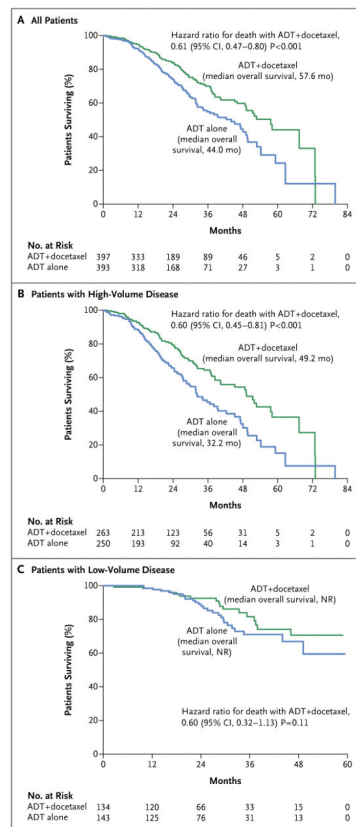 A All Patients
Hazard ratio for death with ADT+docetaxel,
0.61 (95% CI, 0.47–0.80) P<0.001
ADT+docetaxel
(median overall survival, 57.6 mo)
ADT alone
(median overall
survival, 44.0 mo)
Patients Surviving (%)
100
80
60
40
20
0
0 12 24 36 48 60 72 84
Months
No. at Risk
ADT+docetaxel 397 333 189 89 46 5 2 0
ADT alone 393 318 168 71 27 3 1 0
B Patients with High-Volume Disease
Hazard ratio for death with ADT+docetaxel,
0.60 (95% CI, 0.45–0.81) P<0.001
ADT+docetaxel
(median overall survival, 49.2 mo)
ADT alone
(median overall
survival, 32.2 mo)
Patients Surviving (%)
100
80
60
40
20
0
0 12 24 36 48 60 72 84
Months
No. at Risk
ADT+docetaxel 263 213 123 56 31 5 2 0
ADT alone 250 193 92 40 14 3 1 0
C Patients with Low-Volume Disease
ADT+docetaxel
(median overall survival, NR)
ADT alone
(median overall
survival, NR)
Hazard ratio for death with ADT+docetaxel,
0.60 (95% CI, 0.32–1.13) P=0.11
Patients Surviving (%)
100
80
60
40
20
0
0 12 24 36 48 60
Months
No. at Risk
ADT+docetaxel 134 120 66 33 15 0
ADT alone 143 125 76 31 13 0